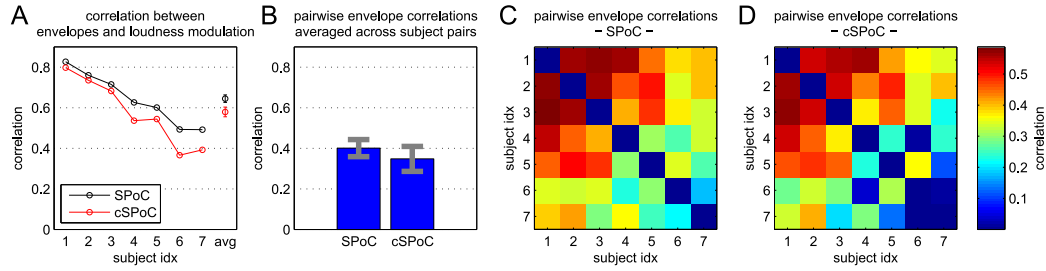 A
correlation between
envelopes and loudness modulation
0.8
0.6
0.4
0.2
0
correlation
SPoC
cSPoC
1 2 3 4 5 6 7 avg
subject idx
B
pairwise envelope correlations
averaged across subject pairs
0.8
0.6
0.4
0.2
0
correlation
SPoC cSPoC
C
pairwise envelope correlations
– SPoC –
1
2
3
4
5
6
7
subject idx
1 2 3 4 5 6 7
subject idx
D
pairwise envelope correlations
– cSPoC –
1
2
3
4
5
6
7
subject idx
1 2 3 4 5 6 7
subject idx
0.5
0.4
0.3
0.2
0.1
correlation